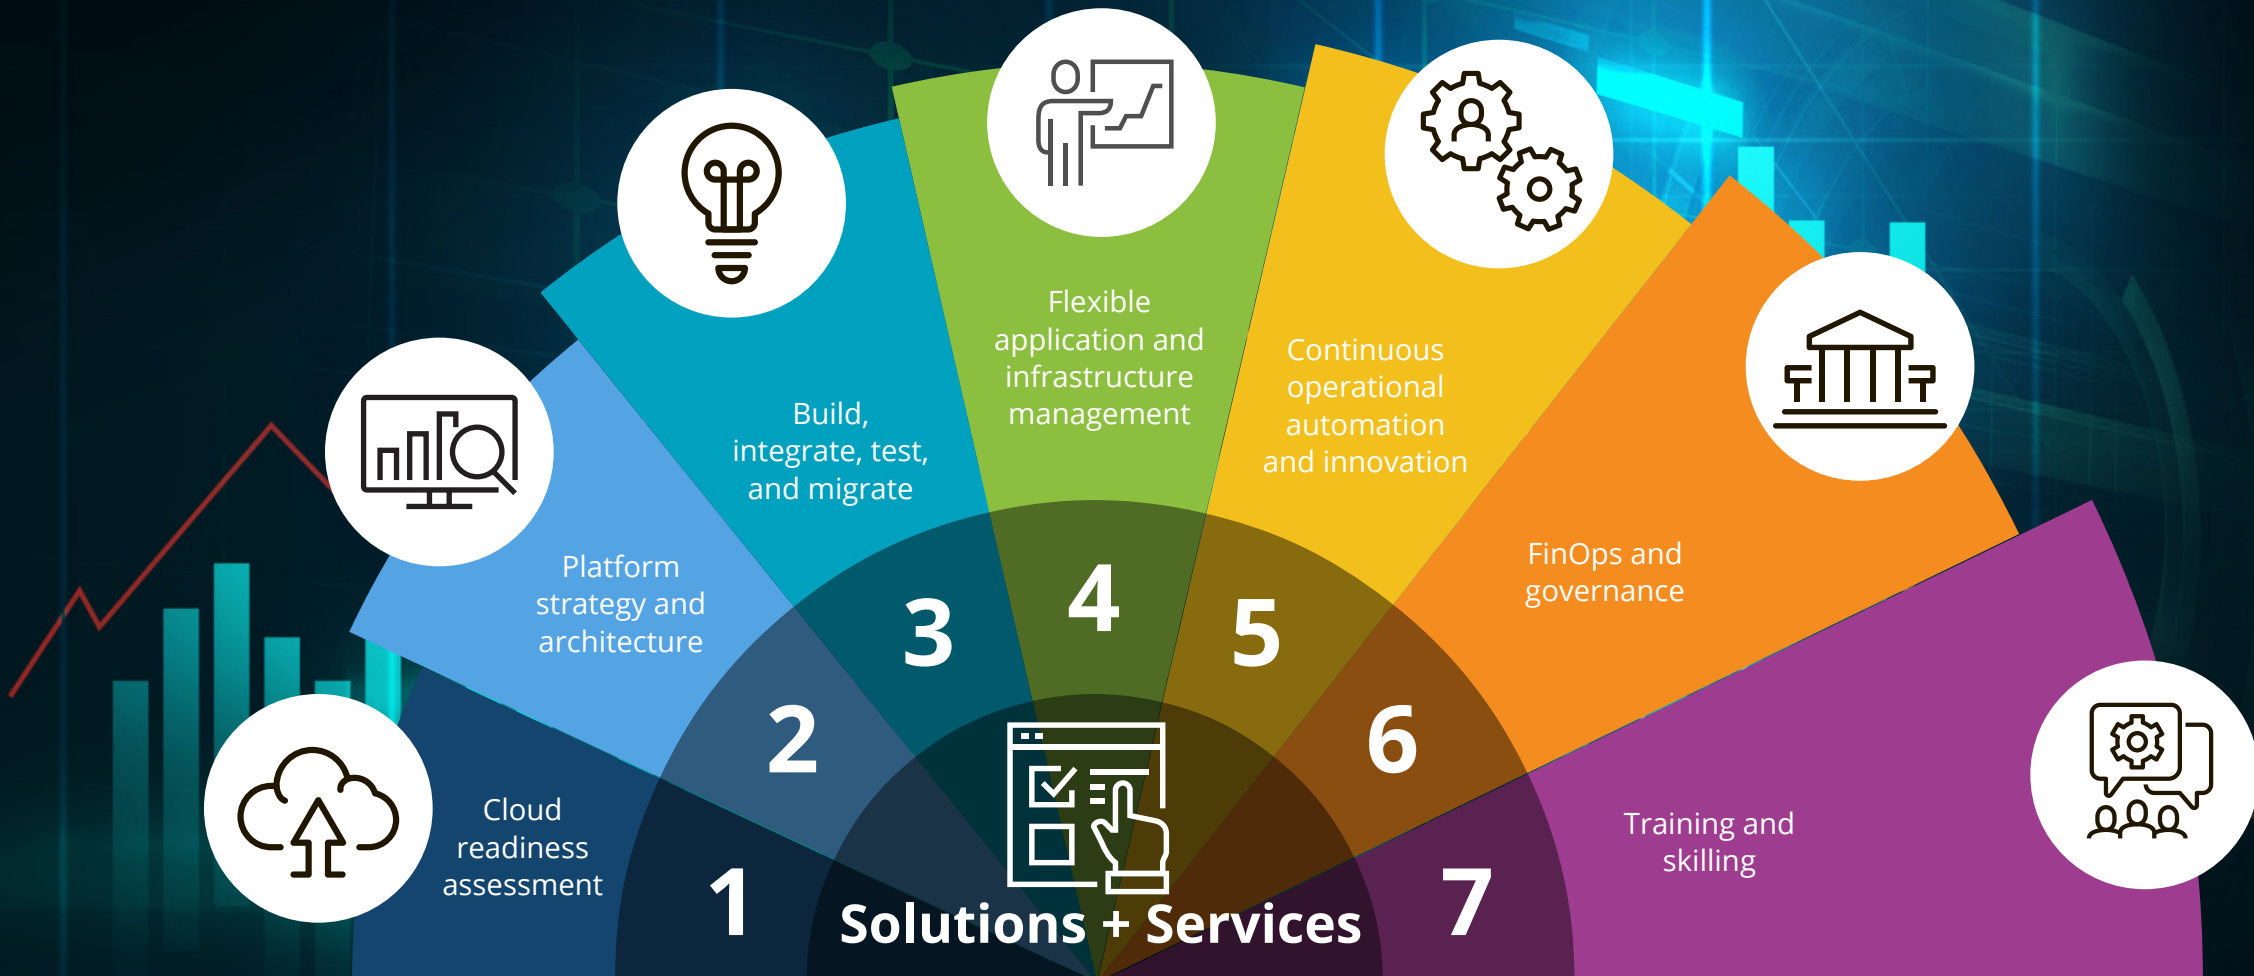 1
Cloud
readiness
assessment
2
Platform
strategy and
architecture
3
Build,
integrate, test,
and migrate
4
Flexible
application and
infrastructure
management
5
Continuous
operational
automation
and innovation
6
FinOps and
governance
7
Training and
skilling
Solutions + Services